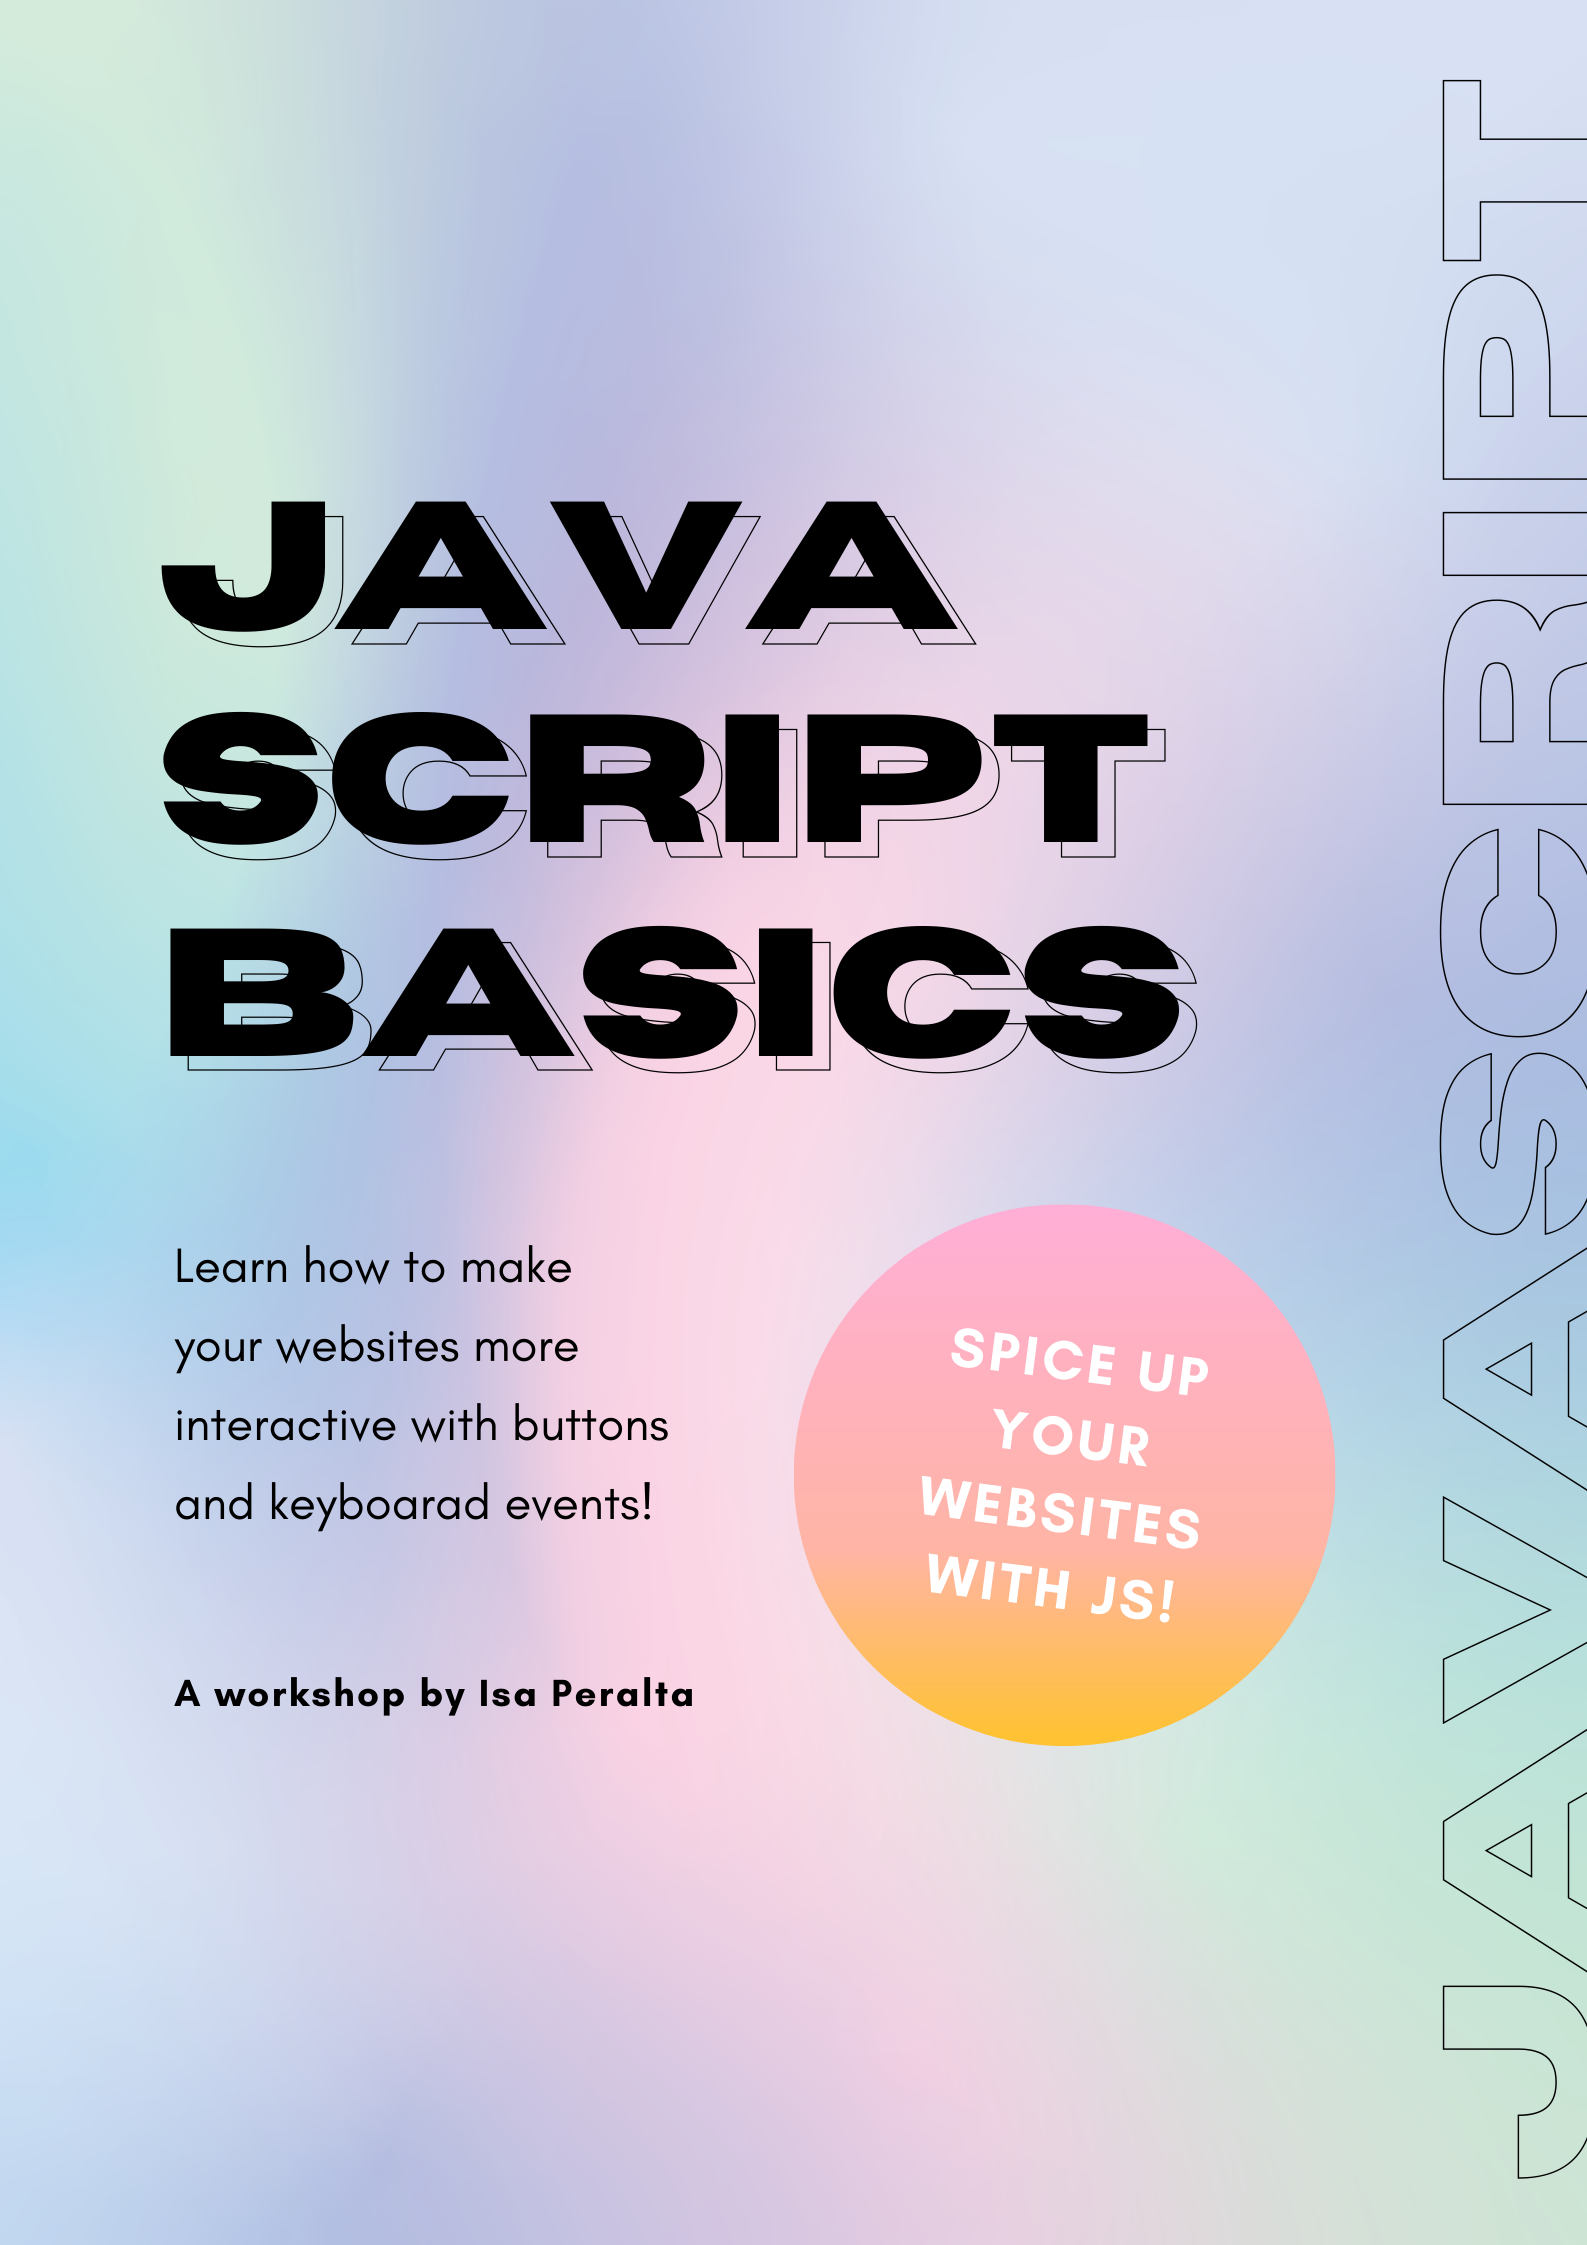 JAVA
SCRIPT
BASICS
Learn how to make
your websites more
interactive with buttons
and keyboarad events!
A workshop by Isa Peralta
SPICE UP
YOUR
WEBSITES
WITH JS!
JAVASCRIPT